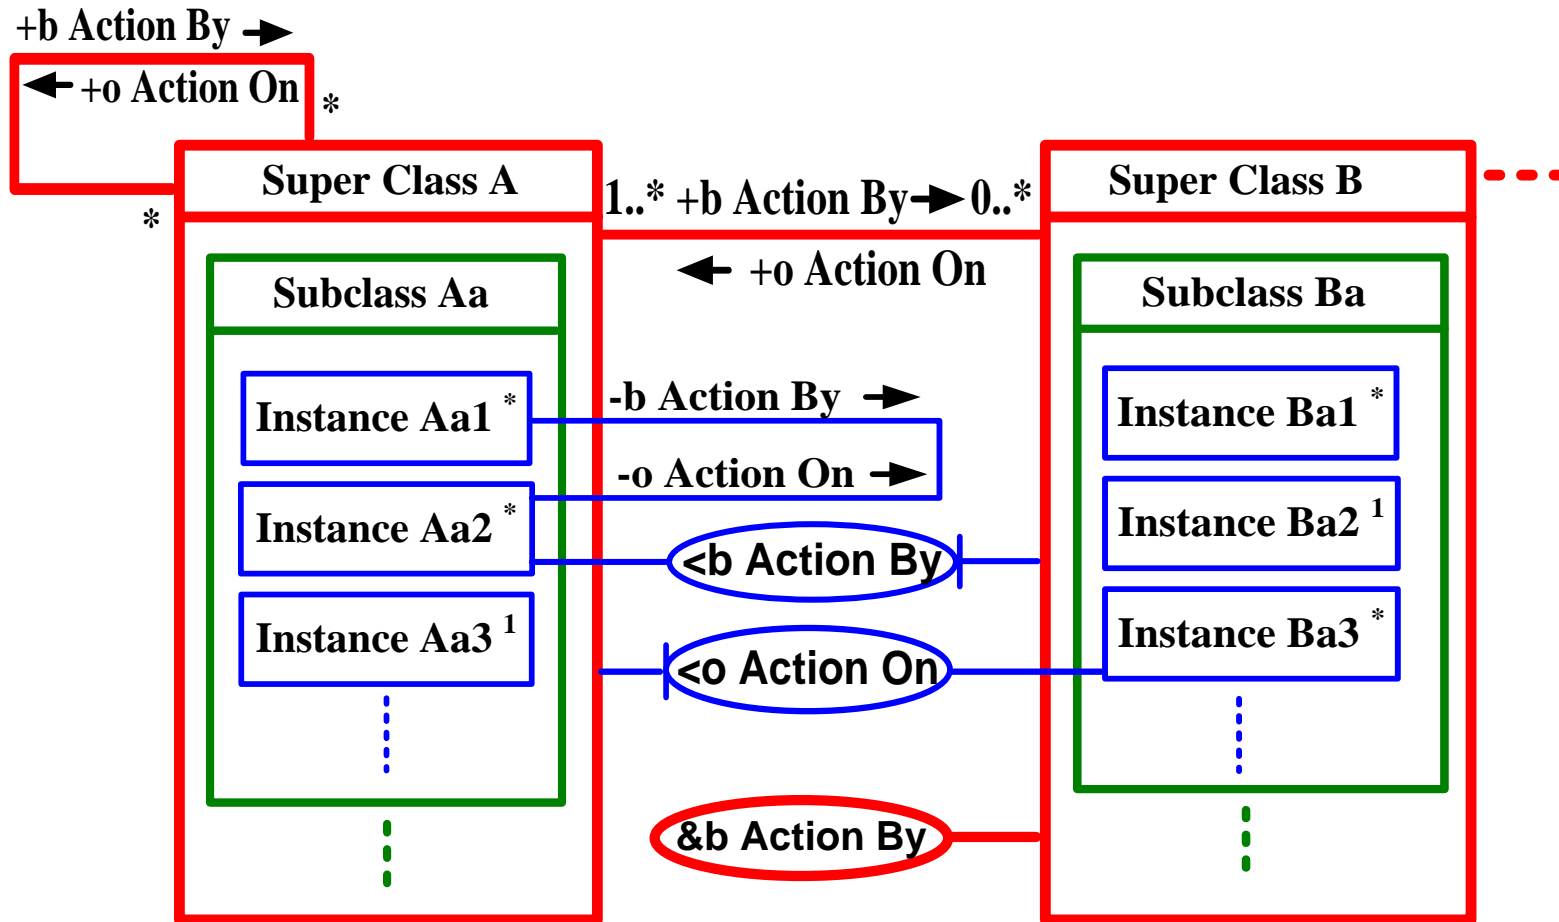 +b Action By
+o Action On
*
*
Super Class A
1..* +b Action By 0..*
+o Action On
Super Class B
Subclass Aa
Subclass Ba
Instance Aa1 *
-b Action By
Instance Ba1 *
-o Action On
Instance Aa2 *
<b Action By
Instance Ba2 1
Instance Aa3 1
<o Action On
Instance Ba3 *
&b Action By